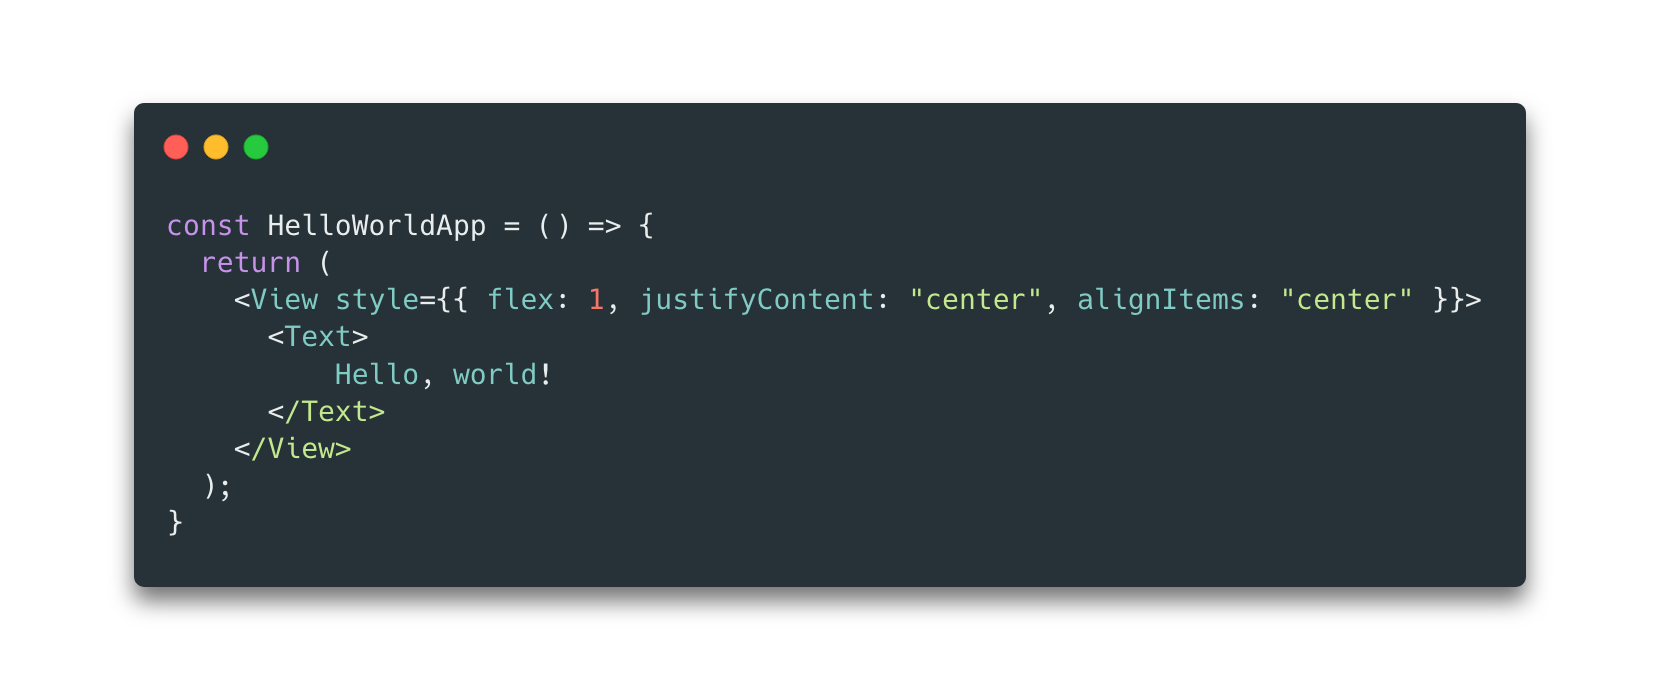 const HelloWorldApp = () => {
  return (
    <View style={{ flex: 1, justifyContent: "center", alignItems: "center" }}>
      <Text>
          Hello, world!
      </Text>
    </View>
  );
}